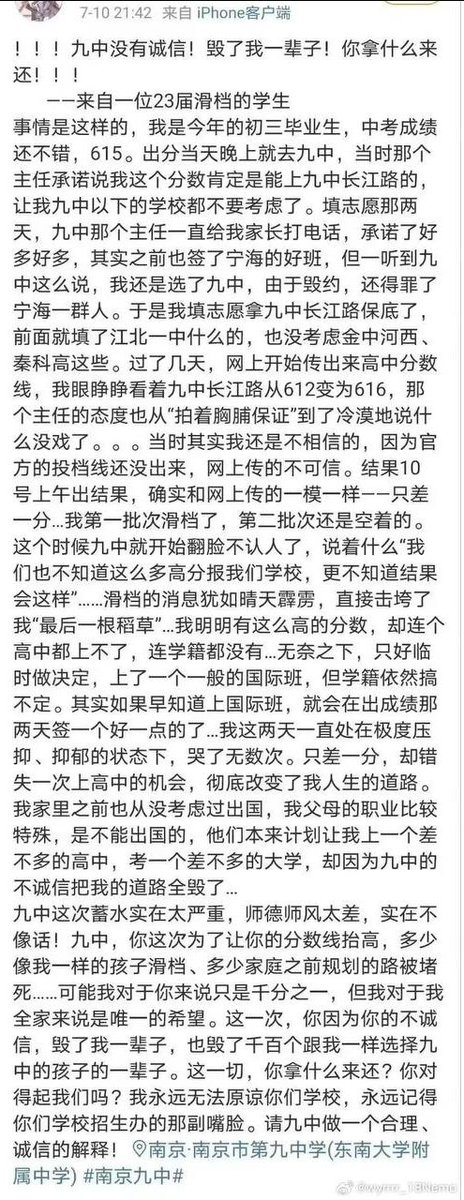 7-10 21:42 来自 iPhone客户端
！！！九中没有诚信！毁了我一辈子！你拿什么来
还！！！
——来自一位23届滑档的学生
事情是这样的，我是今年的初三毕业生，中考成绩
还不错，615。出分当天晚上就去九中，当时那个
主任承诺说我这个分数肯定是能上九中长江路的，
让我九中以下的学校都不要考虑了。填志愿那两
天，九中那个主任一直给我家长打电话，承诺了好
多好多，其实之前也签了宁海的好班，但一听到九
中这么说，我还是选了九中，由于毁约，还得罪了
宁海一群人。于是我填志愿拿九中长江路保底了，
前面就填了江北一中什么的，也没考虑金中河西、
秦科高这些。过了几天，网上开始传出来高中分数
线，我眼睁睁看着九中长江路从612变为616，那
个主任的态度也从“拍着胸脯保证”到了冷漠地说什
么没戏了。。。当时其实我还是不相信的，因为官
方的投档线还没出来，网上传的不可信。结果10
号上午出结果，确实和网上传的一模一样——只差
一分…我第一批次滑档了，第二批次还是空着的。
这个时候九中就开始翻脸不认人了，说着什么“我
们也不知道这么多高分报我们学校，更不知道结果
会这样”……滑档的消息犹如晴天霹雳，直接击垮了
我“最后一根稻草”…我明明有这么高的分数，却连个
高中都上不了，连学籍都没有…无奈之下，只好临
时做决定，上了一个一般的国际班，但学籍依然搞
不定。其实如果早知道上国际班，就会在出成绩那
两天签一个好一点的了…我这两天一直处在极度压
抑、抑郁的状态下，哭了无数次。只差一分，却错
失一次上高中的机会，彻底改变了我人生的道路。
我家里之前也从没考虑过出国，我父母的职业比较
特殊，是不能出国的，他们本来计划让我上一个差
不多的高中，考一个差不多的大学，却因为九中的
不诚信把我的道路全毁了…
九中这次蓄水实在太严重，师德师风太差，实在不
像话！九中，你这次为了让你的分数线抬高，多少
像我一样的孩子滑档、多少家庭之前规划的路被堵
死……可能我对于你来说只是千分之一，但我对于我
全家来说是唯一的希望。这一次，你因为你的不诚
信，毁了我一辈子，也毁了千百个跟我一样选择九
中的孩子的一辈子。这一切，你拿什么来还？你对
得起我们吗？我永远无法原谅你们学校，永远记得
你们学校招生办的那副嘴脸。请九中做一个合理、
诚信的解释！南京·南京市第九中学(东南大学附
属中学) #南京九中#
@wyrrr_18Nemo